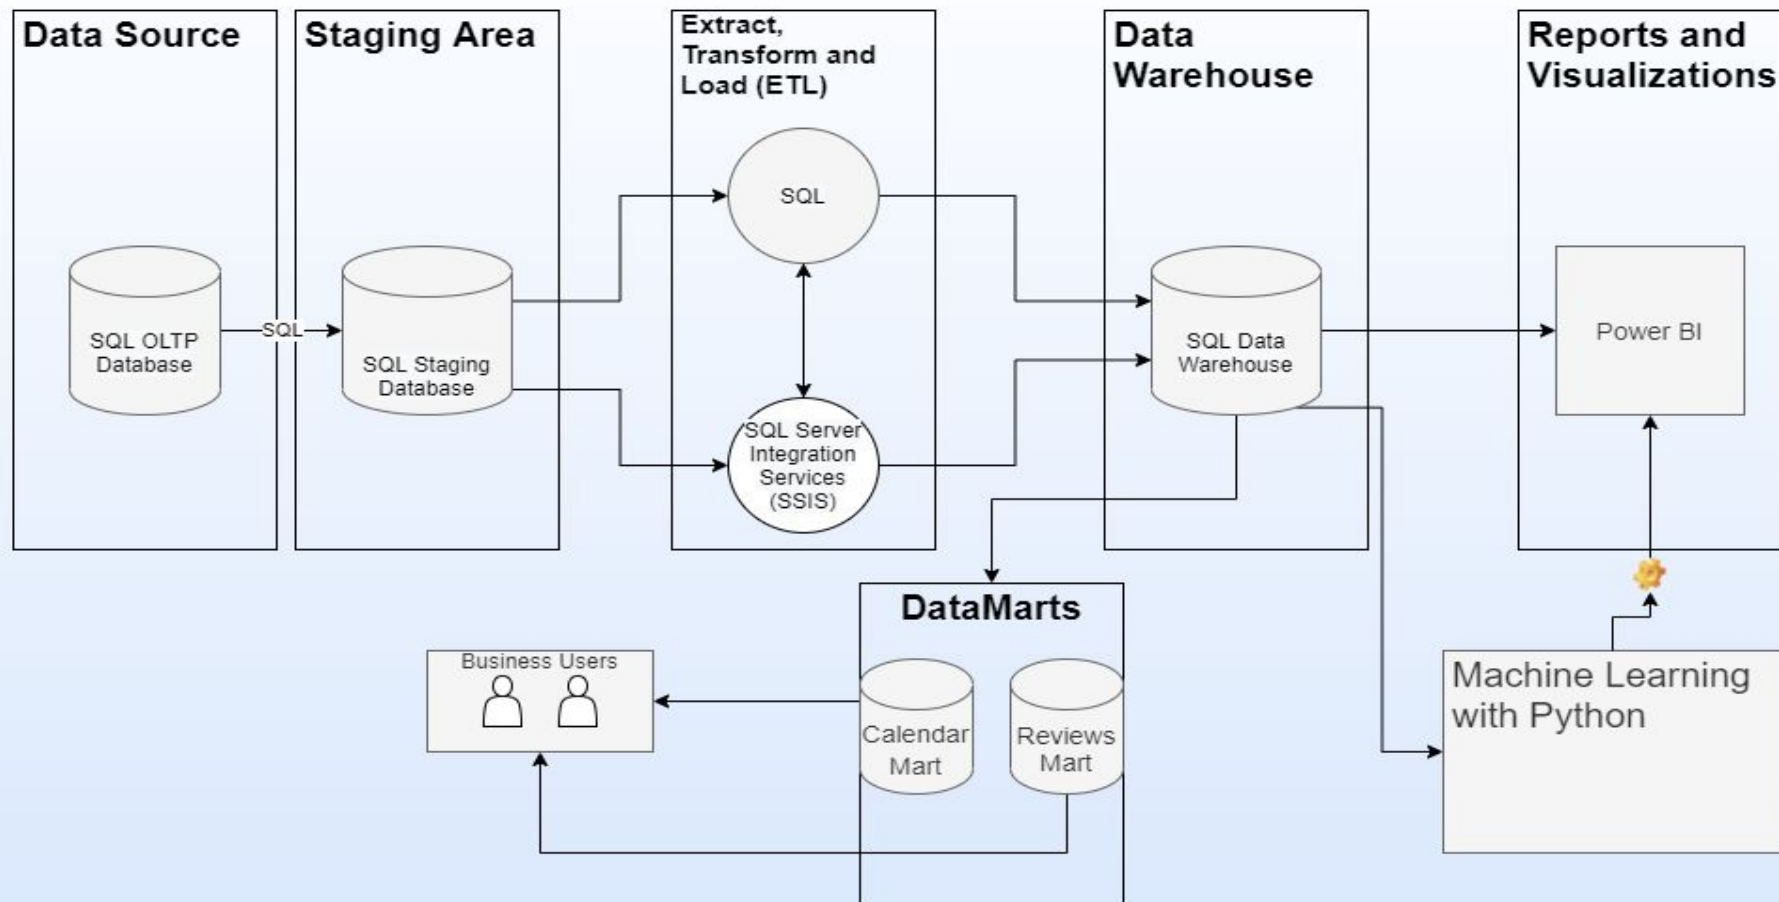 Data Source
Staging Area
Extract,
Transform and
Load (ETL)
Data
Warehouse
Reports and
Visualizations
SQL
SQL OLTP
Database
SQL
SQL Staging
Database
SQL Data
Warehouse
Power BI
SQL Server
Integration
Services
(SSIS)
DataMarts
Business Users
Calendar
Mart
Reviews
Mart
Machine Learning
with Python